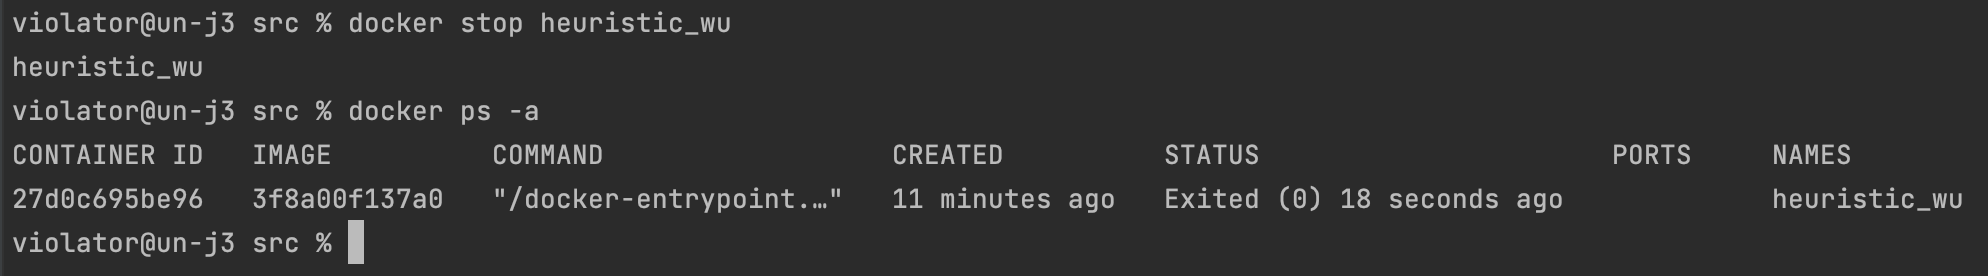 violator@un-j3 src % docker stop heuristic_wu
heuristic_wu
violator@un-j3 src % docker ps -a
CONTAINER ID   IMAGE          COMMAND                  CREATED          STATUS                      PORTS     NAMES
27d0c695be96   3f8a00f137a0   "/docker-entrypoint.…"   11 minutes ago   Exited (0) 18 seconds ago             heuristic_wu
violator@un-j3 src %